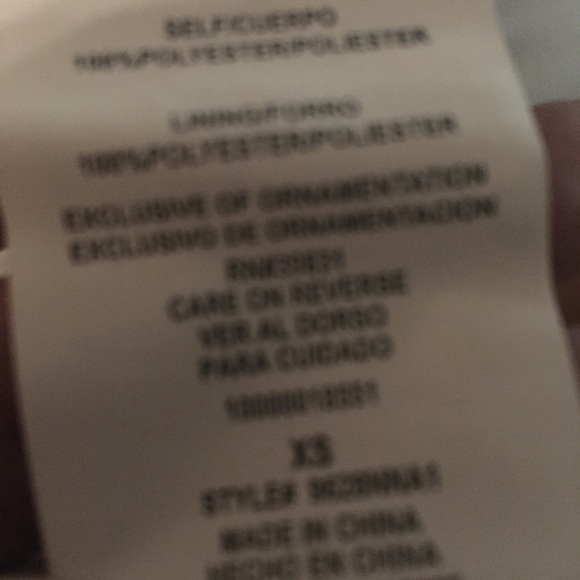 SELF/CUERPO
100%POLYESTER/POLIESTER
LINING/FORRO
100%POLYESTER/POLIESTER
EXCLUSIVE OF ORNAMENTATION
EXCLUSIVO DE ORNAMENTACION
CARE ON REVERSE
VER AL DORSO
PARA CUIDADO
XS
STYLE#
MADE IN CHINA
HECHO EN CHINA